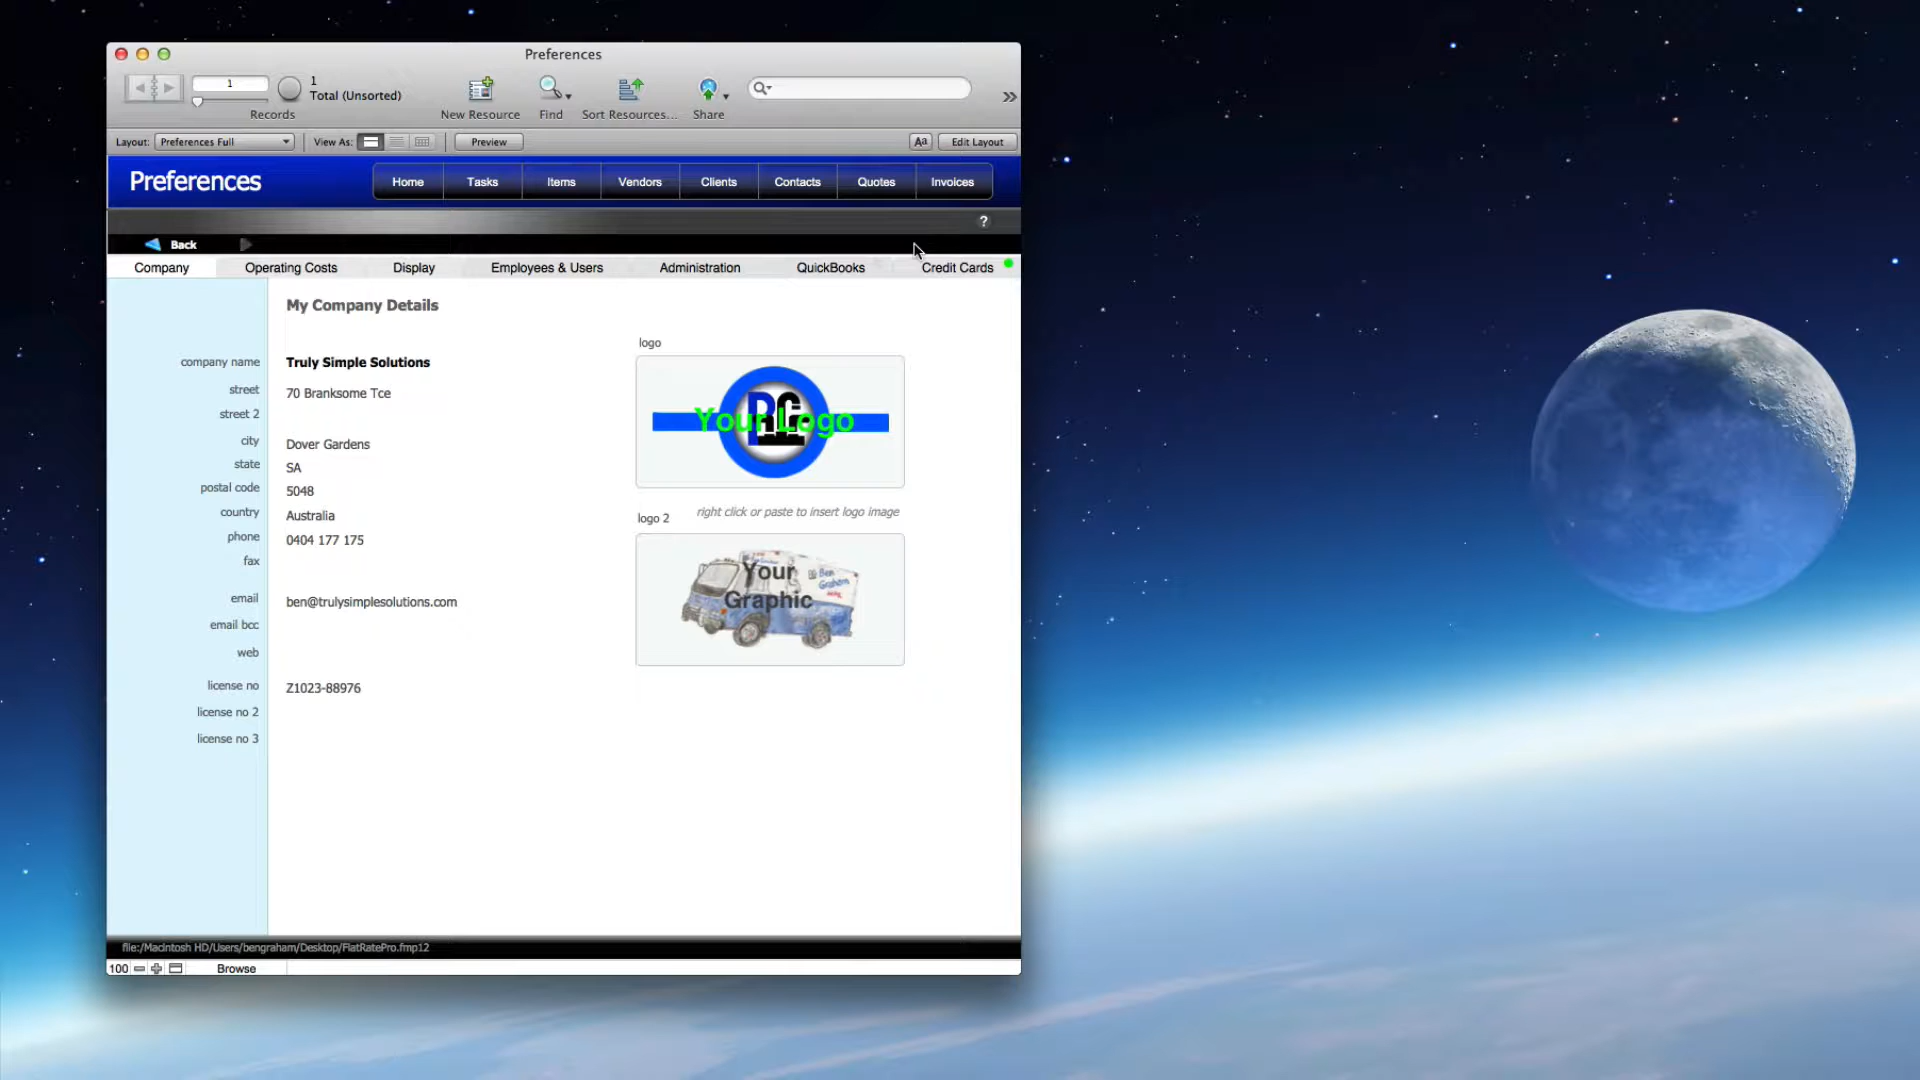 Preferences
1
1
Total (Unsorted)
Records
New Resource
Find
Sort Resources...
Share
Layout:
Preferences Full
View As:
Preview
Aa
Edit Layout
Preferences
Home
Tasks
Items
Vendors
Clients
Contacts
Quotes
Invoices
?
Back
Company
Operating Costs
Display
Employees & Users
Administration
QuickBooks
Credit Cards
My Company Details
company name
Truly Simple Solutions
street
70 Branksome Tce
street 2
city
Dover Gardens
state
SA
postal code
5048
country
Australia
phone
0404 177 175
fax
email
ben@trulysimplesolutions.com
email bcc
web
license no
Z1023-88976
license no 2
license no 3
logo
Your Logo
right click or paste to insert logo image
logo 2
Your
Graphic
Ben
Graham
file:/Macintosh HD/Users/bengraham/Desktop/FlatRatePro.fmp12
100
Browse